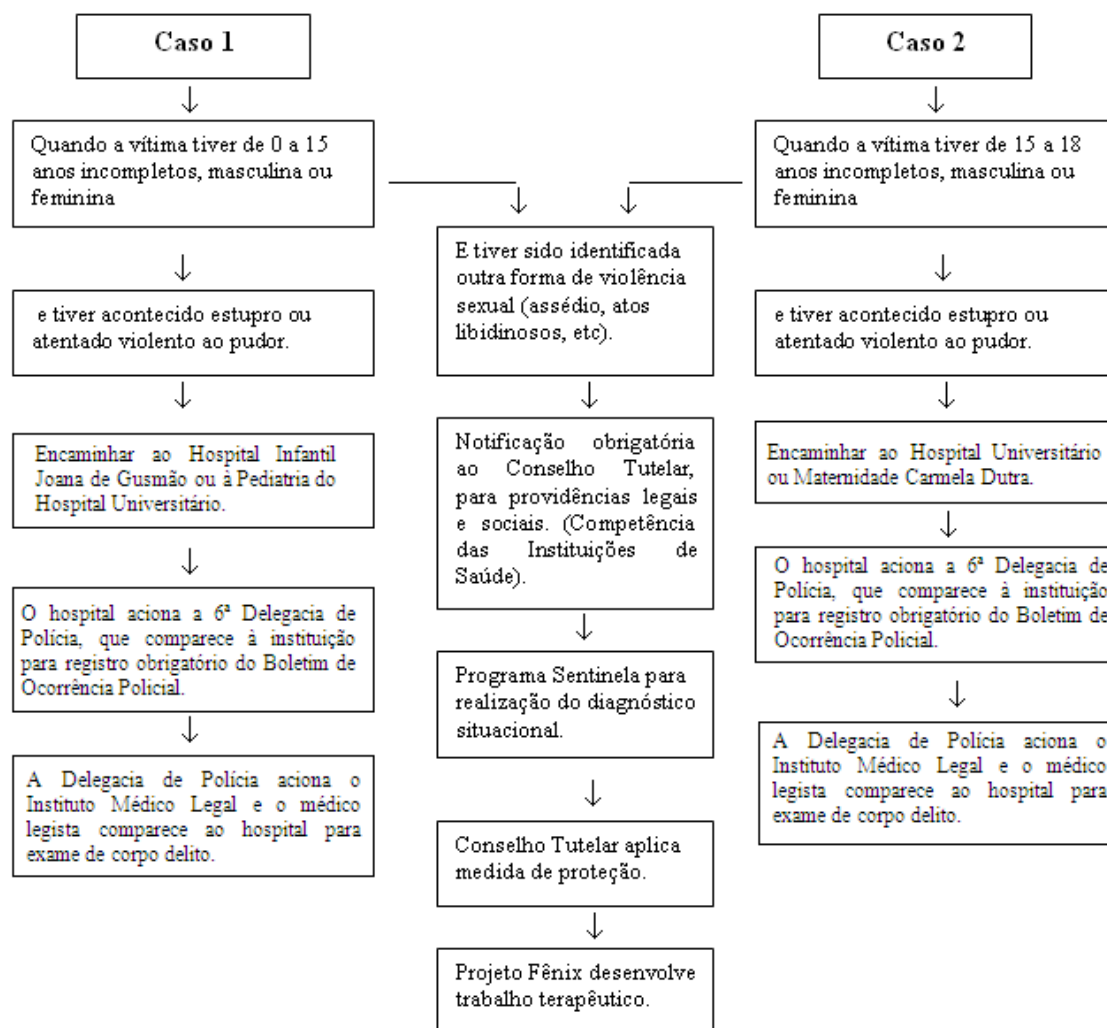 Caso 1
Quando a vítima tiver de 0 a 15
anos incompletos, masculina ou
feminina
e tiver acontecido estupro ou
atentado violento ao pudor.
Encaminhar ao Hospital Infantil
Joana de Gusmão ou à Pediatria do
Hospital Universitário.
O hospital aciona a 6ª Delegacia de
Polícia, que comparece à instituição
para registro obrigatório do Boletim de
Ocorrência Policial.
A Delegacia de Polícia aciona o
Instituto Médico Legal e o médico
legista comparece ao hospital para
exame de corpo delito.
E tiver sido identificada
outra forma de violência
sexual (assédio, atos
libidinosos, etc).
Notificação obrigatória
ao Conselho Tutelar,
para providências legais
e sociais. (Competência
das Instituições de
Saúde).
Programa Sentinela para
realização do diagnóstico
situacional.
Conselho Tutelar aplica
medida de proteção.
Projeto Fênix desenvolve
trabalho terapêutico.
Caso 2
Quando a vítima tiver de 15 a 18
anos incompletos, masculina ou
feminina
e tiver acontecido estupro ou
atentado violento ao pudor.
Encaminhar ao Hospital Universitário
ou Maternidade Carmela Dutra.
O hospital aciona a 6ª Delegacia de
Polícia, que comparece à instituição
para registro obrigatório do Boletim de
Ocorrência Policial.
A Delegacia de Polícia aciona o
Instituto Médico Legal e o médico
legista comparece ao hospital para
exame de corpo delito.